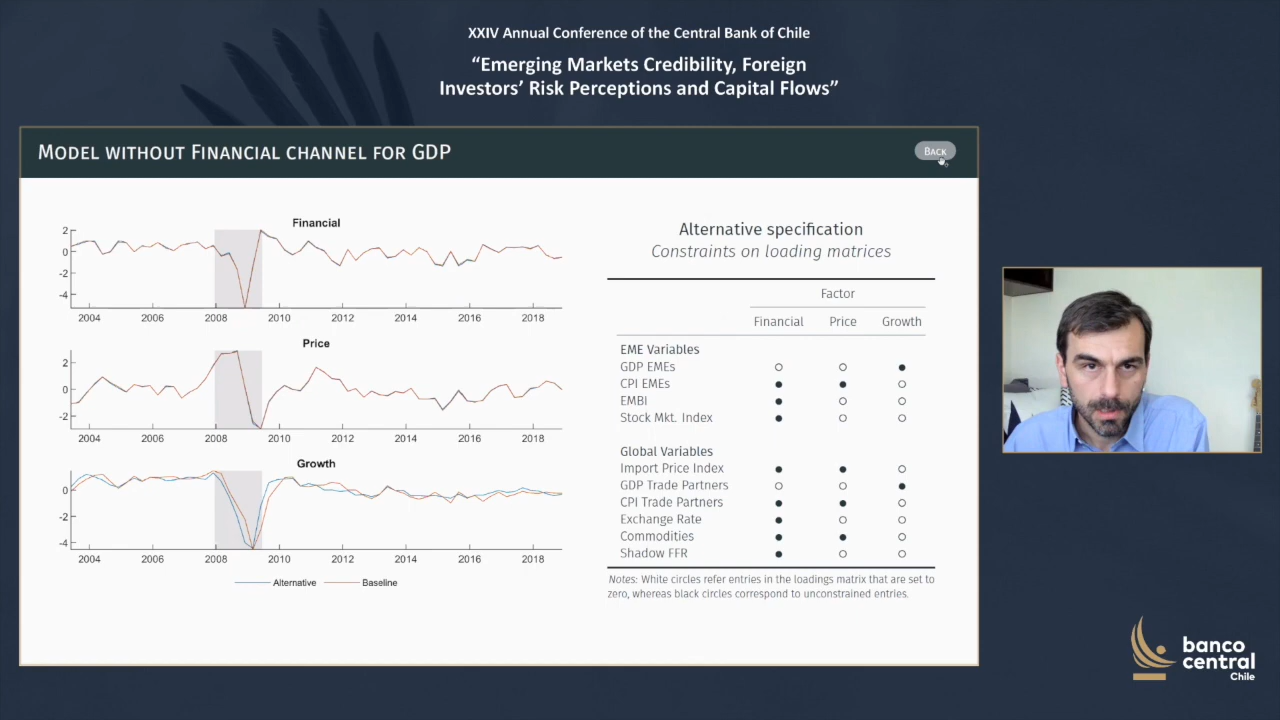 XXIV Annual Conference of the Central Bank of Chile
“Emerging Markets Credibility, Foreign
Investors’ Risk Perceptions and Capital Flows”
Model without Financial channel for GDP
Back
Financial
2
0
-2
-4
2004 2006 2008 2010 2012 2014 2016 2018
Price
2
0
-2
2004 2006 2008 2010 2012 2014 2016 2018
Growth
0
-2
-4
2004 2006 2008 2010 2012 2014 2016 2018
Alternative Baseline
Alternative specification
Constraints on loading matrices
Factor
Financial Price Growth
EME Variables
GDP EMEs ○ ○ ●
CPI EMEs ● ● ○
EMBI ● ○ ○
Stock Mkt. Index ● ○ ○
Global Variables
Import Price Index ● ● ○
GDP Trade Partners ○ ○ ●
CPI Trade Partners ● ● ○
Exchange Rate ● ○ ○
Commodities ● ● ○
Shadow FFR ● ○ ○
Notes: White circles refer entries in the loadings matrix that are set to
zero, whereas black circles correspond to unconstrained entries.
banco
central
Chile